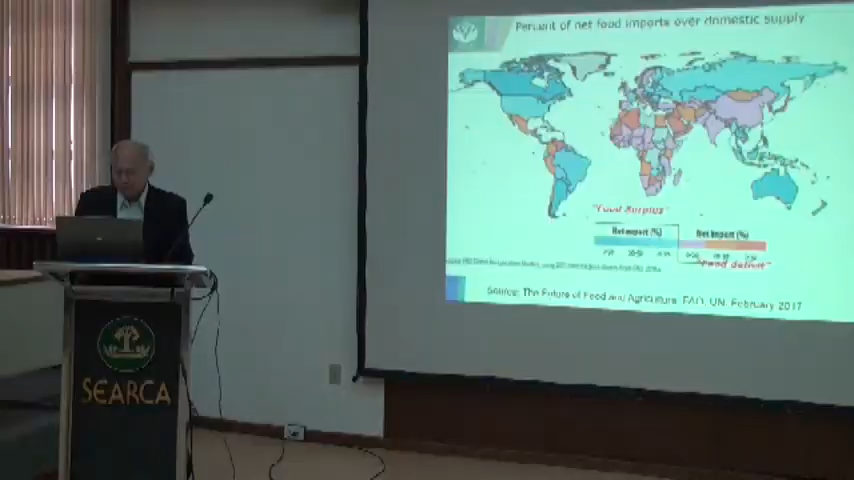 Percent of net food imports over domestic supply
"Food Surplus"
Net export (%)
Net Import (%)
"Food deficit"
Source: The Future of Food and Agriculture, FAO, UN, February 2017
SEARCA